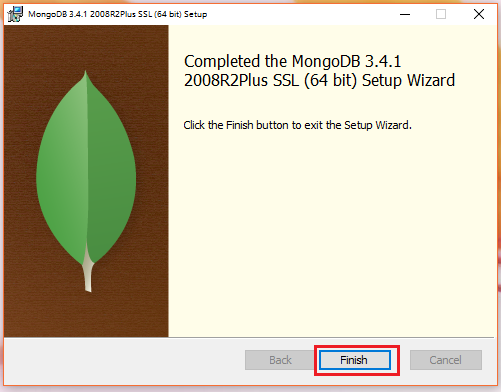 MongoDB 3.4.1 2008R2Plus SSL (64 bit) Setup
Completed the MongoDB 3.4.1
2008R2Plus SSL (64 bit) Setup Wizard
Click the Finish button to exit the Setup Wizard.
Back
Finish
Cancel